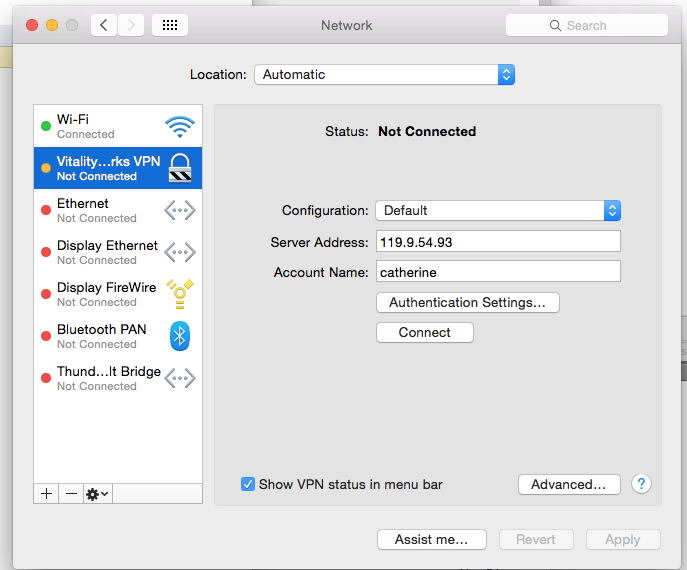 Network
Search
Location: Automatic
Wi-Fi
Connected
Vitality...rks VPN
Not Connected
Ethernet
Not Connected
Display Ethernet
Not Connected
Display FireWire
Not Connected
Bluetooth PAN
Not Connected
Thund...lt Bridge
Not Connected
Status: Not Connected
Configuration: Default
Server Address: 119.9.54.93
Account Name: catherine
Authentication Settings...
Connect
Show VPN status in menu bar
Advanced...
?
Assist me...
Revert
Apply